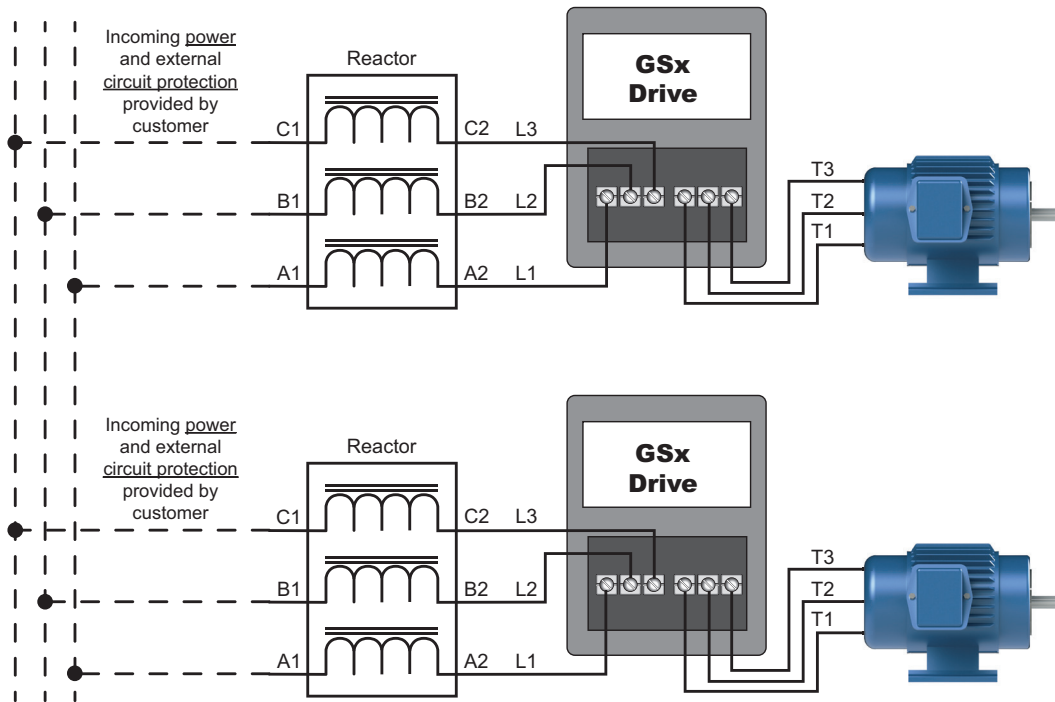 Incoming power
and external
circuit protection
provided by
customer
Reactor
GSx
Drive
C1
C2
L3
B1
B2
L2
A1
A2
L1
T3
T2
T1
Incoming power
and external
circuit protection
provided by
customer
Reactor
GSx
Drive
C1
C2
L3
B1
B2
L2
A1
A2
L1
T3
T2
T1